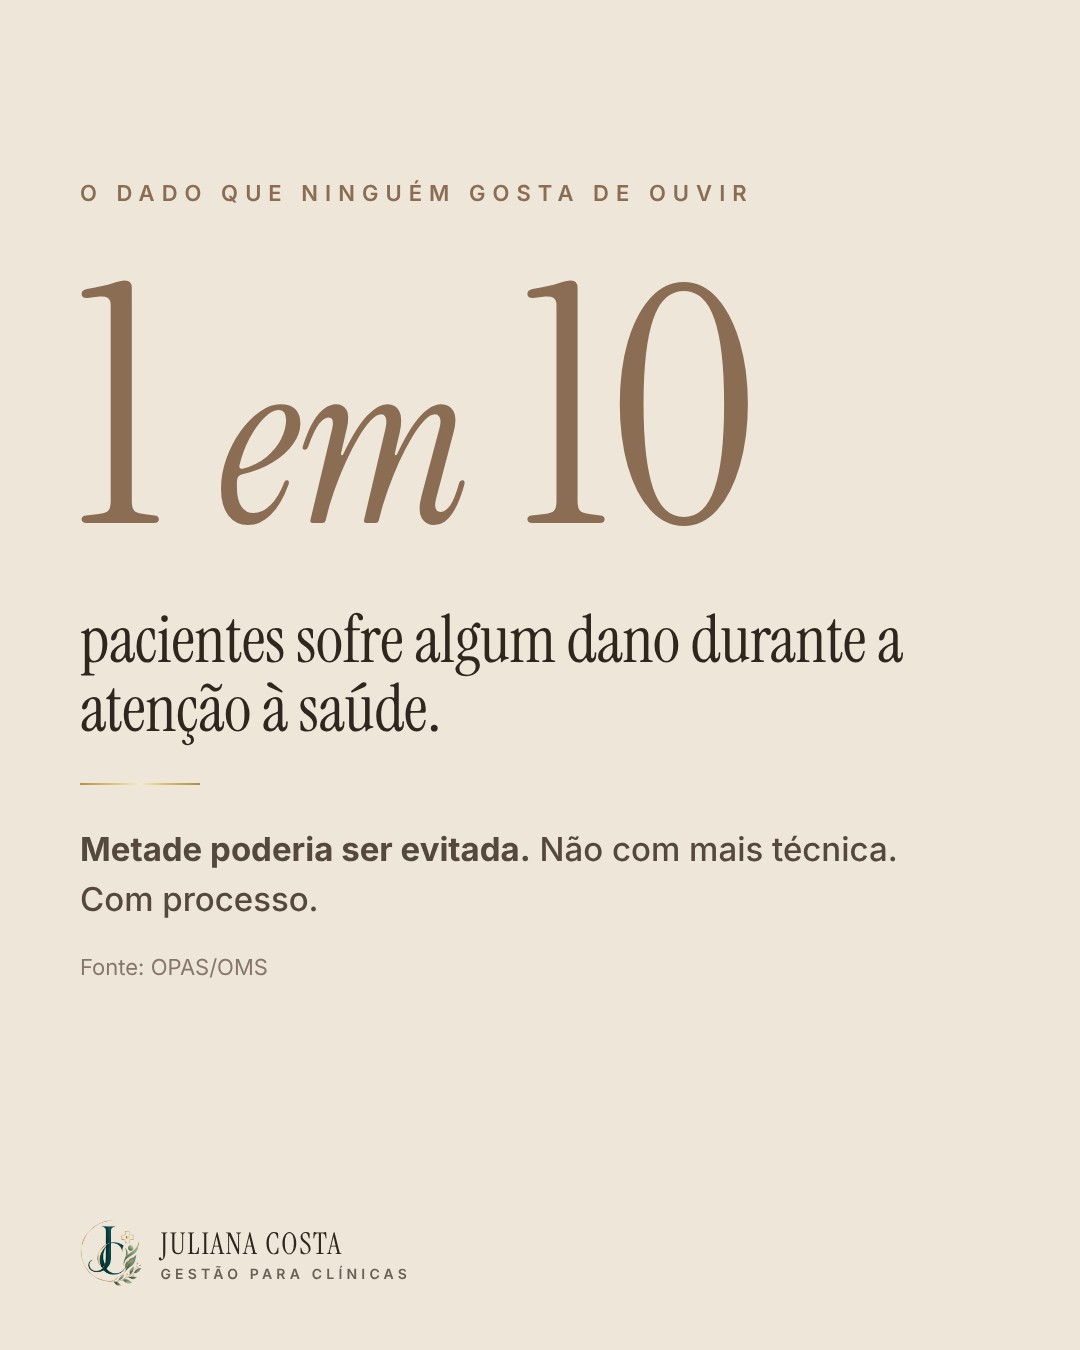 O DADO QUE NINGUÉM GOSTA DE OUVIR
1 em 10
pacientes sofre algum dano durante a
atenção à saúde.
Metade poderia ser evitada. Não com mais técnica.
Com processo.
Fonte: OPAS/OMS
JC
JULIANA COSTA
GESTÃO PARA CLÍNICAS